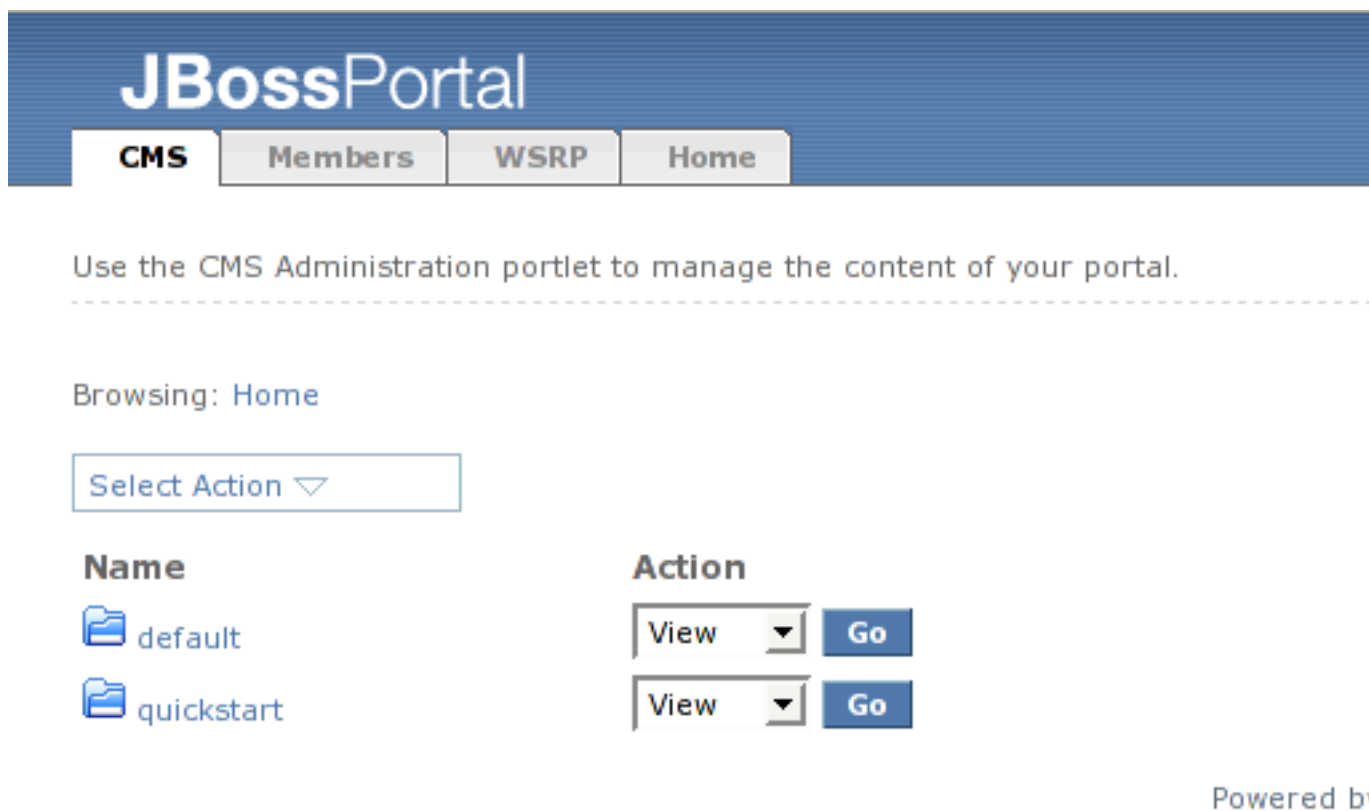 JBossPortal
CMS Members WSRP Home
Use the CMS Administration portlet to manage the content of your portal.
Browsing: Home
Select Action
Name Action
default View Go
quickstart View Go
Powered